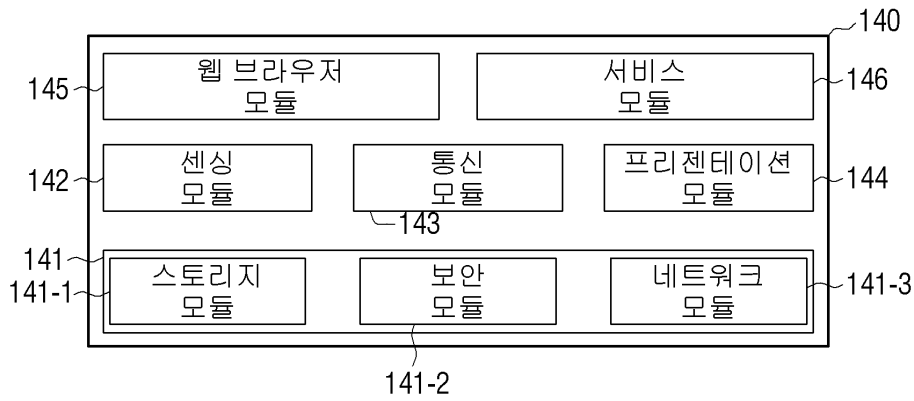 140
웹 브라우저
모듈
145
서비스
모듈
146
센싱
모듈
142
통신
모듈
143
프리젠테이션
모듈
144
141
스토리지
모듈
141-1
보안
모듈
141-2
네트워크
모듈
141-3